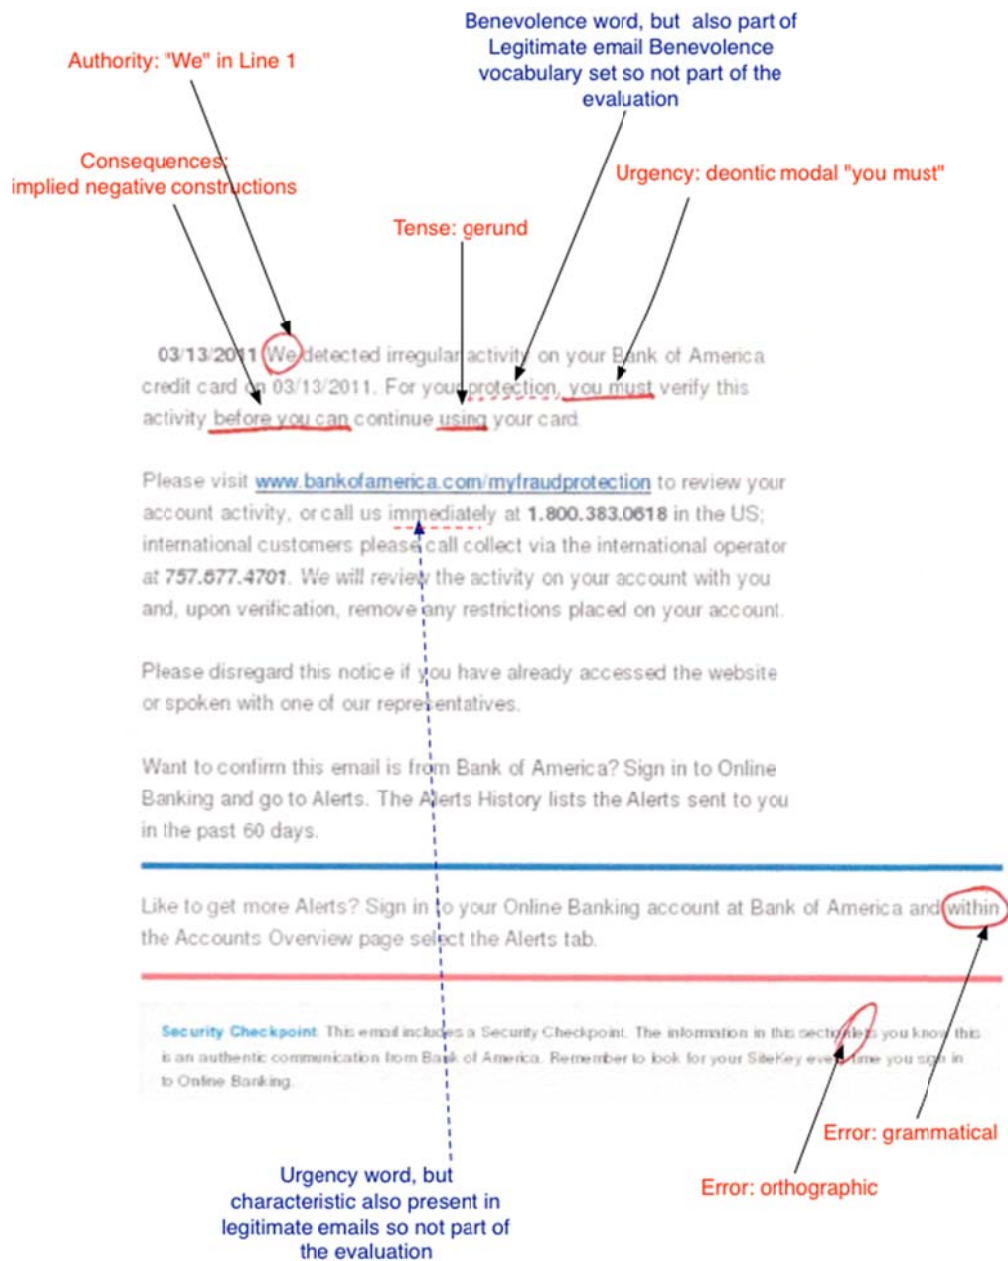 Benevolence word, but also part of
Legitimate email Benevolence
vocabulary set so not part of the
evaluation
Authority: "We" in Line 1
Consequences:
implied negative constructions
Urgency: deontic modal "you must"
Tense: gerund
03/13/2011 We detected irregular activity on your Bank of America
credit card on 03/13/2011. For your protection, you must verify this
activity before you can continue using your card.
Please visit www.bankofamerica.com/myfraudprotection to review your
account activity, or call us immediately at 1.800.383.0618 in the US;
international customers please call collect via the international operator
at 757.677.4701. We will review the activity on your account with you
and, upon verification, remove any restrictions placed on your account.
Please disregard this notice if you have already accessed the website
or spoken with one of our representatives.
Want to confirm this email is from Bank of America? Sign in to Online
Banking and go to Alerts. The Alerts History lists the Alerts sent to you
in the past 60 days.
Like to get more Alerts? Sign in to your Online Banking account at Bank of America and within
the Accounts Overview page select the Alerts tab.
Security Checkpoint This email includes a Security Checkpoint. The information in this section lets you know this
is an authentic communication from Bank of America. Remember to look for your SiteKey every time you sign in
to Online Banking.
Error: grammatical
Error: orthographic
Urgency word, but
characteristic also present in
legitimate emails so not part of
the evaluation